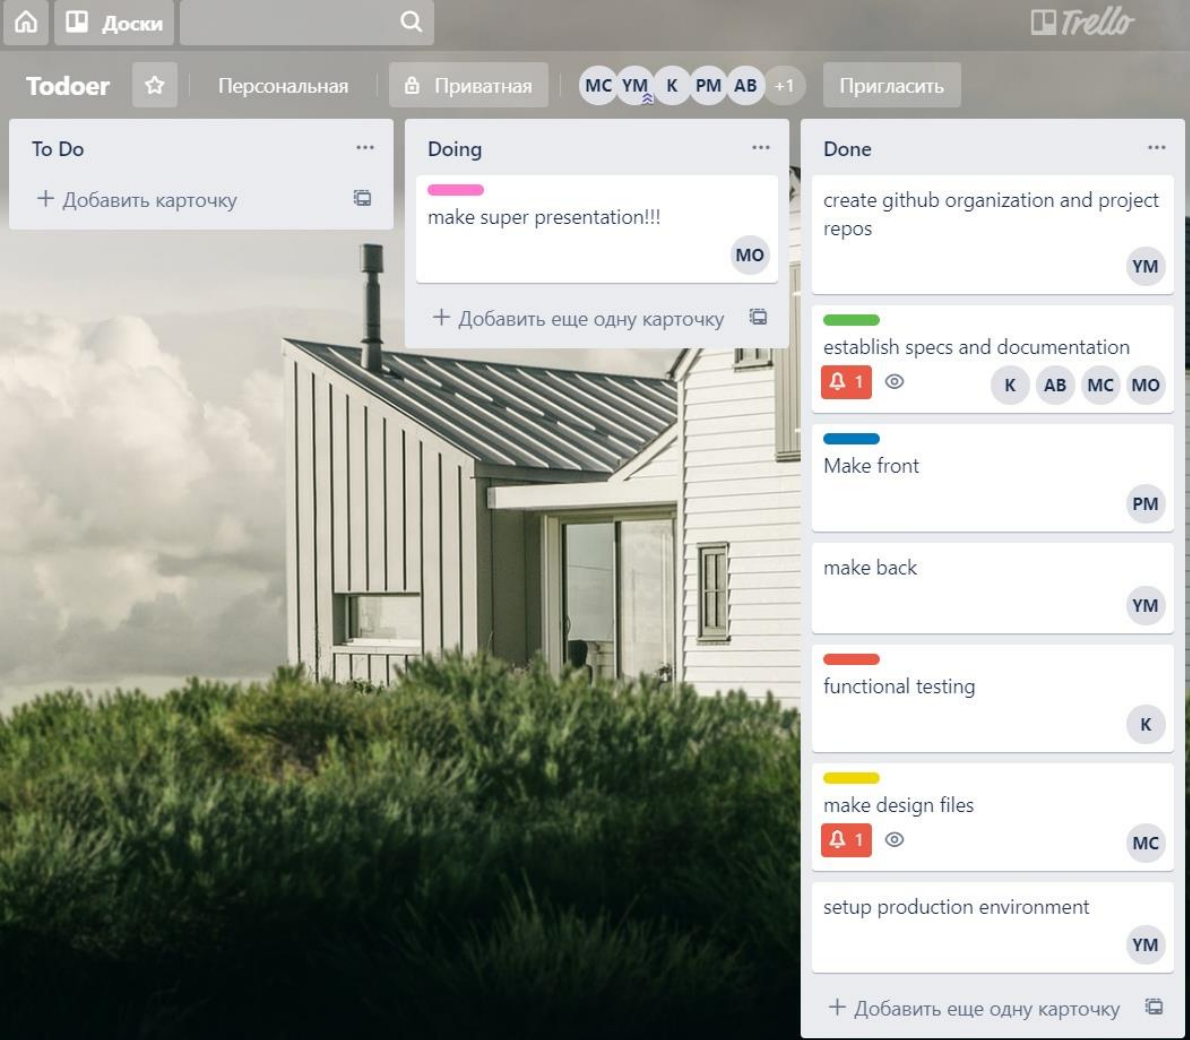 Доски
Trello
Todoer
Персональная
Приватная
MC YM K PM AB +1
Пригласить
To Do
+ Добавить карточку
Doing
make super presentation!!!
MO
+ Добавить еще одну карточку
Done
create github organization and project
repos
YM
establish specs and documentation
1
K AB MC MO
Make front
PM
make back
YM
functional testing
K
make design files
1
MC
setup production environment
YM
+ Добавить еще одну карточку